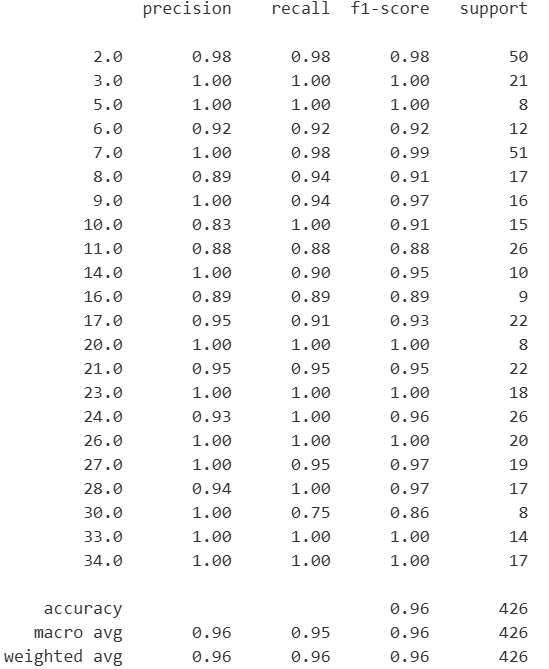 precision recall f1-score support
2.0 0.98 0.98 0.98 50
3.0 1.00 1.00 1.00 21
5.0 1.00 1.00 1.00 8
6.0 0.92 0.92 0.92 12
7.0 1.00 0.98 0.99 51
8.0 0.89 0.94 0.91 17
9.0 1.00 0.94 0.97 16
10.0 0.83 1.00 0.91 15
11.0 0.88 0.88 0.88 26
14.0 1.00 0.90 0.95 10
16.0 0.89 0.89 0.89 9
17.0 0.95 0.91 0.93 22
20.0 1.00 1.00 1.00 8
21.0 0.95 0.95 0.95 22
23.0 1.00 1.00 1.00 18
24.0 0.93 1.00 0.96 26
26.0 1.00 1.00 1.00 20
27.0 1.00 0.95 0.97 19
28.0 0.94 1.00 0.97 17
30.0 1.00 0.75 0.86 8
33.0 1.00 1.00 1.00 14
34.0 1.00 1.00 1.00 17
accuracy 0.96 426
macro avg 0.96 0.95 0.96 426
weighted avg 0.96 0.96 0.96 426